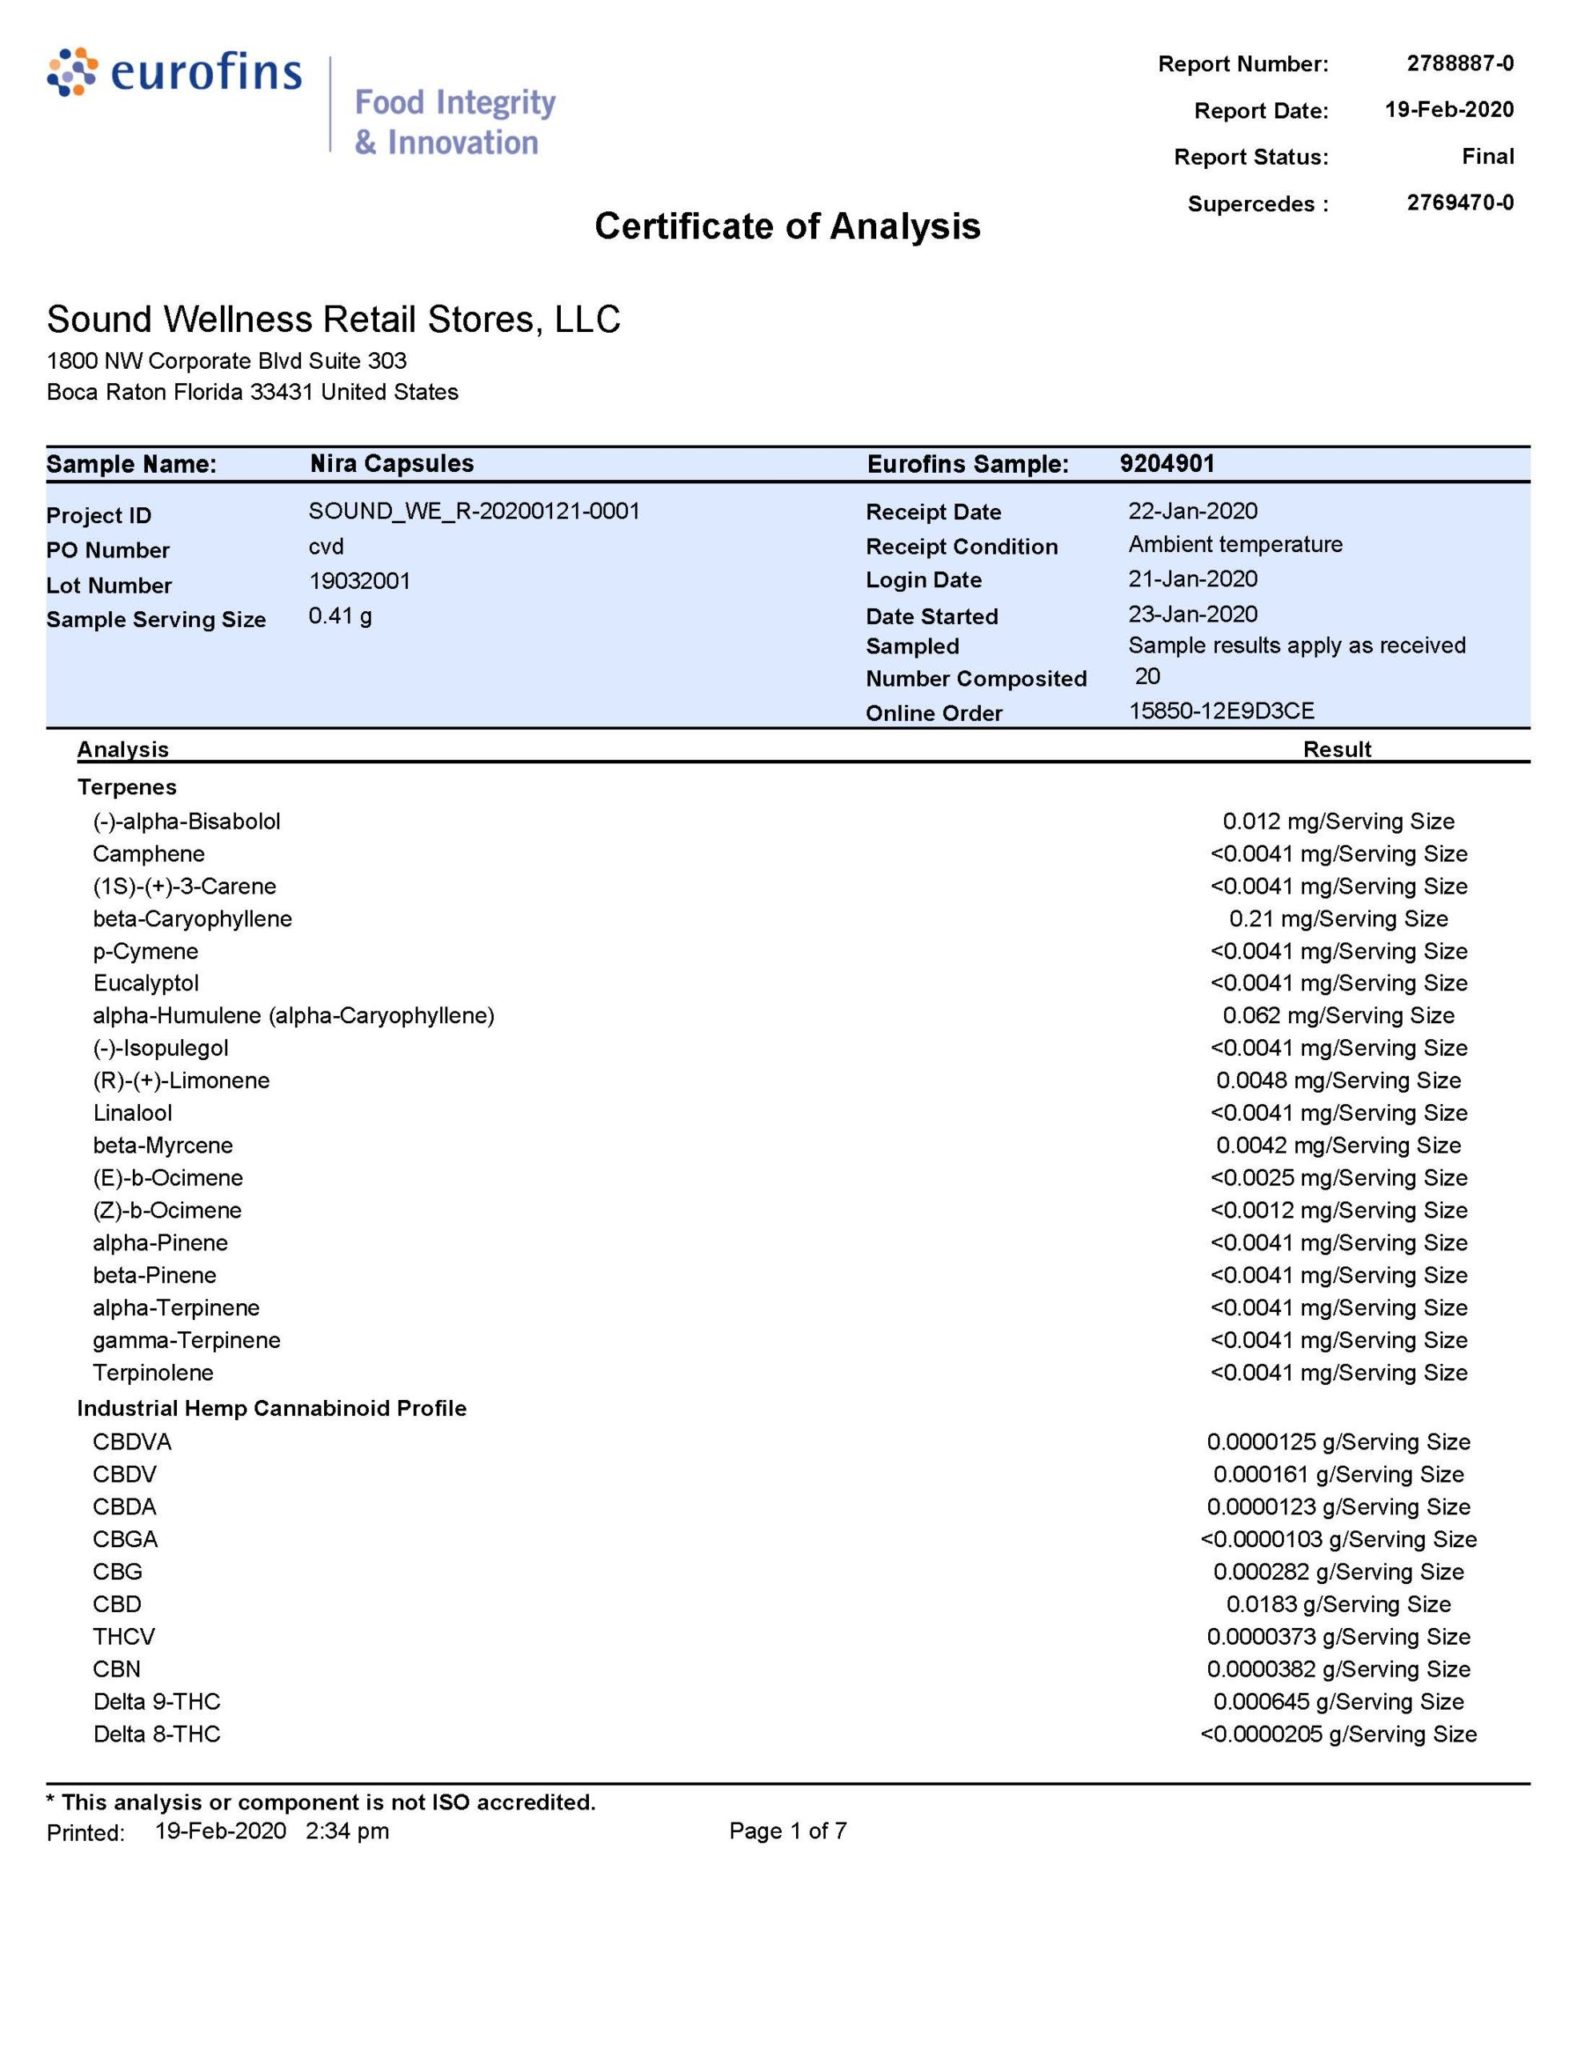 eurofins
Food Integrity
& Innovation
Report Number: 2788887-0
Report Date: 19-Feb-2020
Report Status: Final
Supercedes : 2769470-0
Certificate of Analysis
Sound Wellness Retail Stores, LLC
1800 NW Corporate Blvd Suite 303
Boca Raton Florida 33431 United States
Sample Name: Nira Capsules Eurofins Sample: 9204901
Project ID SOUND_WE_R-20200121-0001 Receipt Date 22-Jan-2020
PO Number cvd Receipt Condition Ambient temperature
Lot Number 19032001 Login Date 21-Jan-2020
Sample Serving Size 0.41 g Date Started 23-Jan-2020
Sampled Sample results apply as received
Number Composited 20
Online Order 15850-12E9D3CE
Analysis Result
Terpenes
(-)-alpha-Bisabolol 0.012 mg/Serving Size
Camphene <0.0041 mg/Serving Size
(1S)-(+)-3-Carene <0.0041 mg/Serving Size
beta-Caryophyllene 0.21 mg/Serving Size
p-Cymene <0.0041 mg/Serving Size
Eucalyptol <0.0041 mg/Serving Size
alpha-Humulene (alpha-Caryophyllene) 0.062 mg/Serving Size
(-)-Isopulegol <0.0041 mg/Serving Size
(R)-(+)-Limonene 0.0048 mg/Serving Size
Linalool <0.0041 mg/Serving Size
beta-Myrcene 0.0042 mg/Serving Size
(E)-b-Ocimene <0.0025 mg/Serving Size
(Z)-b-Ocimene <0.0012 mg/Serving Size
alpha-Pinene <0.0041 mg/Serving Size
beta-Pinene <0.0041 mg/Serving Size
alpha-Terpinene <0.0041 mg/Serving Size
gamma-Terpinene <0.0041 mg/Serving Size
Terpinolene <0.0041 mg/Serving Size
Industrial Hemp Cannabinoid Profile
CBDVA 0.0000125 g/Serving Size
CBDV 0.000161 g/Serving Size
CBDA 0.0000123 g/Serving Size
CBGA <0.0000103 g/Serving Size
CBG 0.000282 g/Serving Size
CBD 0.0183 g/Serving Size
THCV 0.0000373 g/Serving Size
CBN 0.0000382 g/Serving Size
Delta 9-THC 0.000645 g/Serving Size
Delta 8-THC <0.0000205 g/Serving Size
* This analysis or component is not ISO accredited.
Printed: 19-Feb-2020 2:34 pm Page 1 of 7